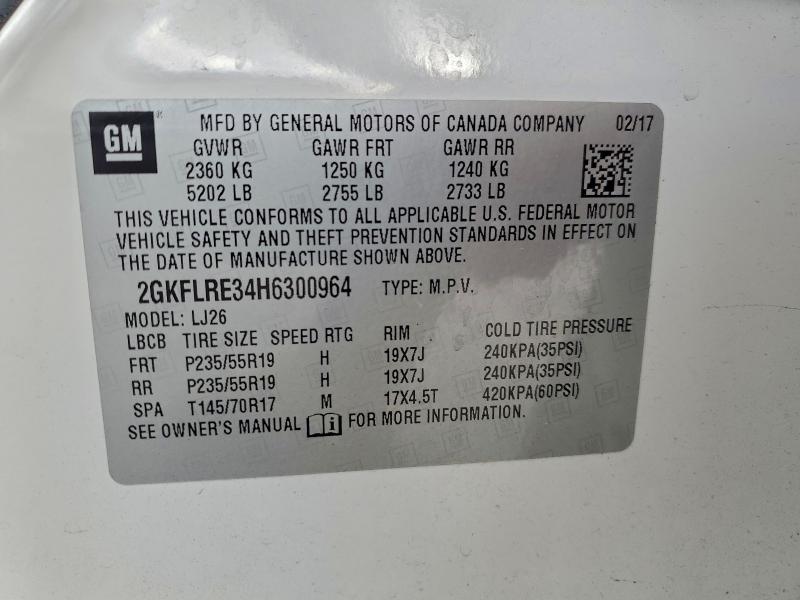 GM ® MFD BY GENERAL MOTORS OF CANADA COMPANY 02/17
GVWR GAWR FRT GAWR RR
2360 KG 1250 KG 1240 KG
5202 LB 2755 LB 2733 LB
THIS VEHICLE CONFORMS TO ALL APPLICABLE U.S. FEDERAL MOTOR
VEHICLE SAFETY AND THEFT PREVENTION STANDARDS IN EFFECT ON
THE DATE OF MANUFACTURE SHOWN ABOVE.
2GKFLRE34H6300964 TYPE: M.P.V.
MODEL: LJ26
LBCB TIRE SIZE SPEED RTG RIM COLD TIRE PRESSURE
FRT P235/55R19 H 19X7J 240KPA(35PSI)
RR P235/55R19 H 19X7J 240KPA(35PSI)
SPA T145/70R17 M 17X4.5T 420KPA(60PSI)
SEE OWNER'S MANUAL FOR MORE INFORMATION.